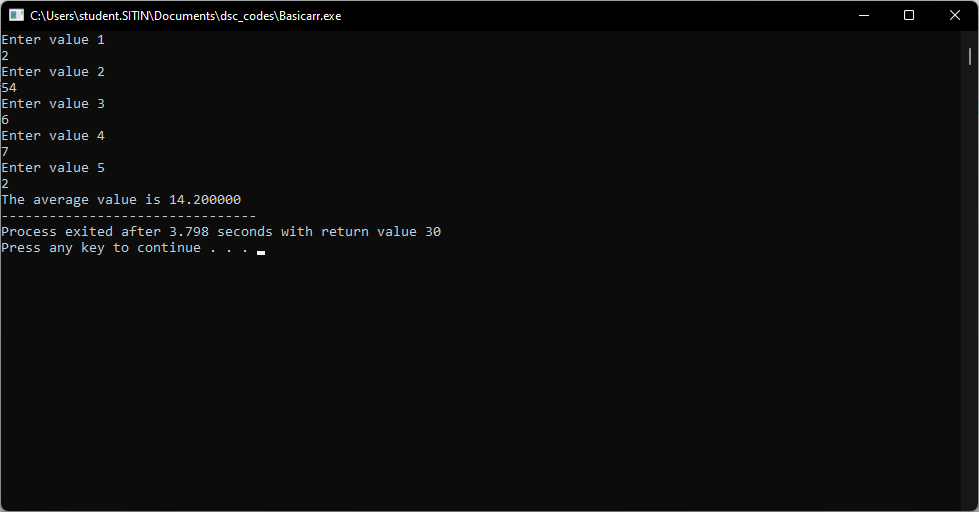 C:\Users\student.SITIN\Documents\dsc_codes\Basicarr.exe
Enter value 1
2
Enter value 2
54
Enter value 3
6
Enter value 4
7
Enter value 5
2
The average value is 14.200000
--------------------------------
Process exited after 3.798 seconds with return value 30
Press any key to continue . . .